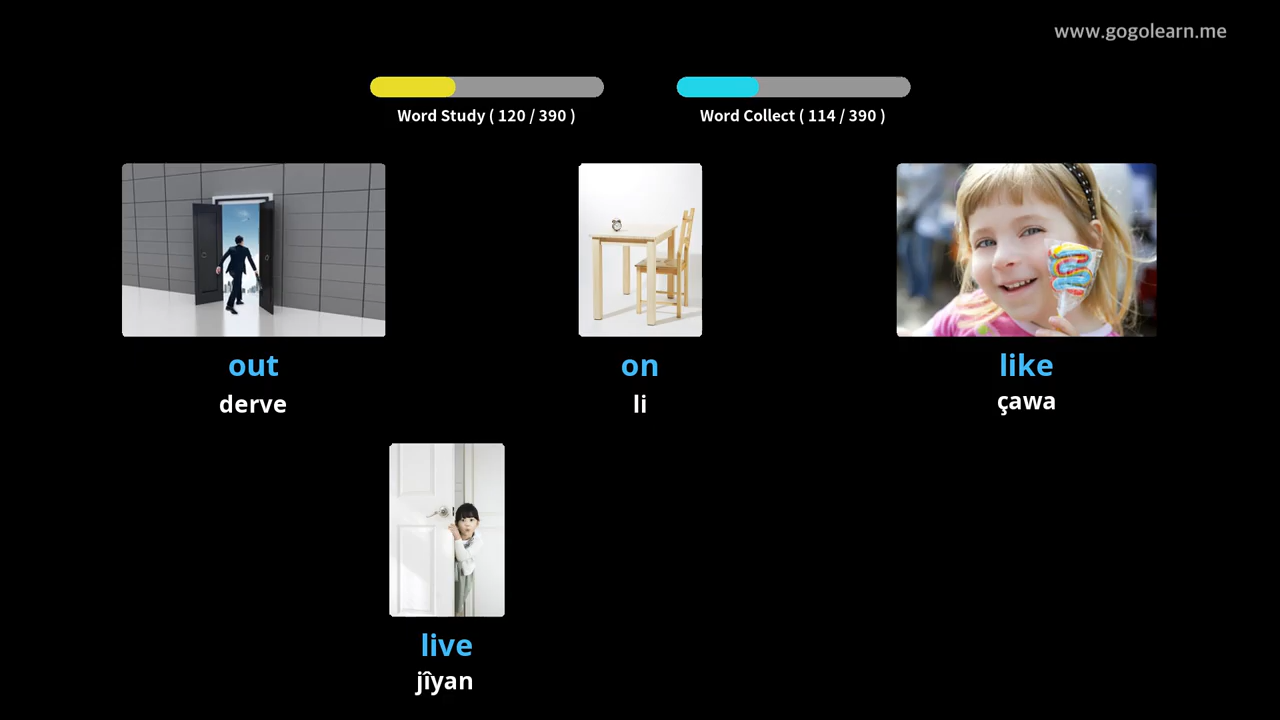 www.gogolearn.me
Word Study ( 120 / 390 )
Word Collect ( 114 / 390 )
out
derve
on
li
like
çawa
live
jîyan